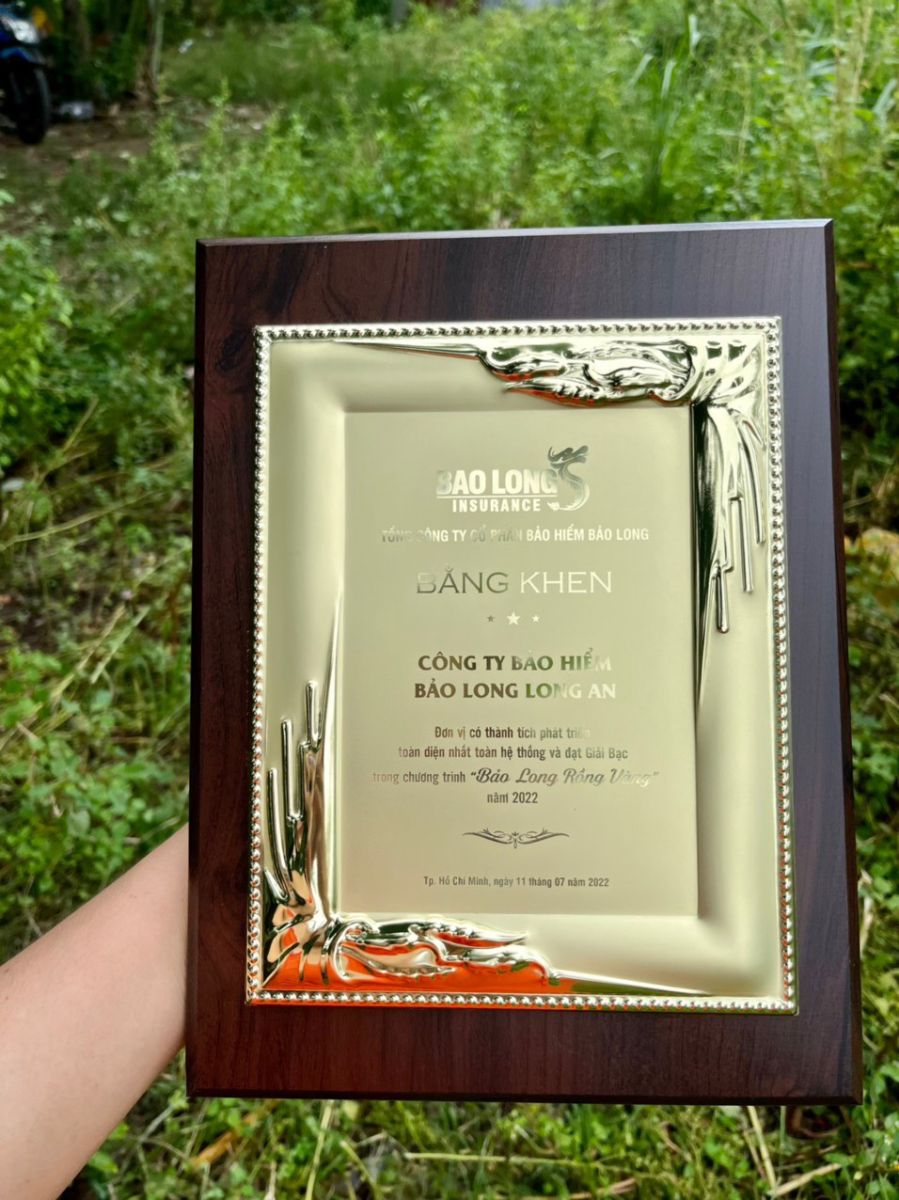 BAO LONG
INSURANCE
TỔNG CÔNG TY CỔ PHẦN BẢO HIỂM BẢO LONG
BẰNG KHEN
CÔNG TY BẢO HIỂM
BẢO LONG LONG AN
Đơn vị có thành tích phát triển
toàn diện nhất toàn hệ thống và đạt Giải Bạc
trong chương trình “Bảo Long Rồng Vàng”
năm 2022
Tp. Hồ Chí Minh, ngày 11 tháng 07 năm 2022